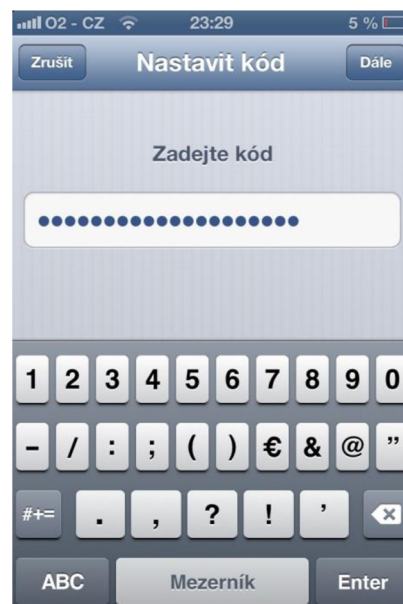 O2 - CZ 23:29 5 %
Zrušit Nastavit kód Dále
Zadejte kód
••••••••••••••••••••
1 2 3 4 5 6 7 8 9 0
- / : ; ( ) € & @ "
#+= . , ? ! '
ABC Mezerník Enter